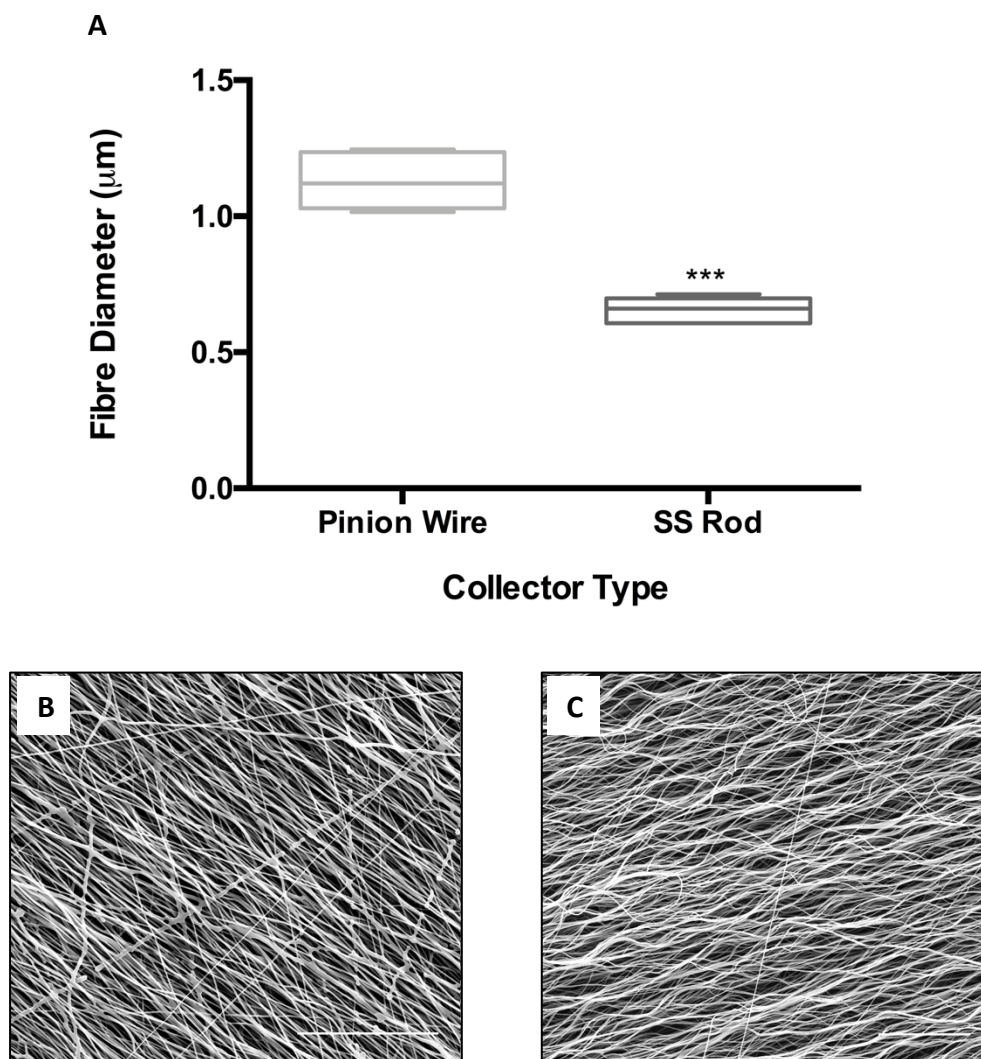 A
1.5
1.0
0.5
0.0
Fibre Diameter (μm)
***
Pinion Wire SS Rod
Collector Type
B C